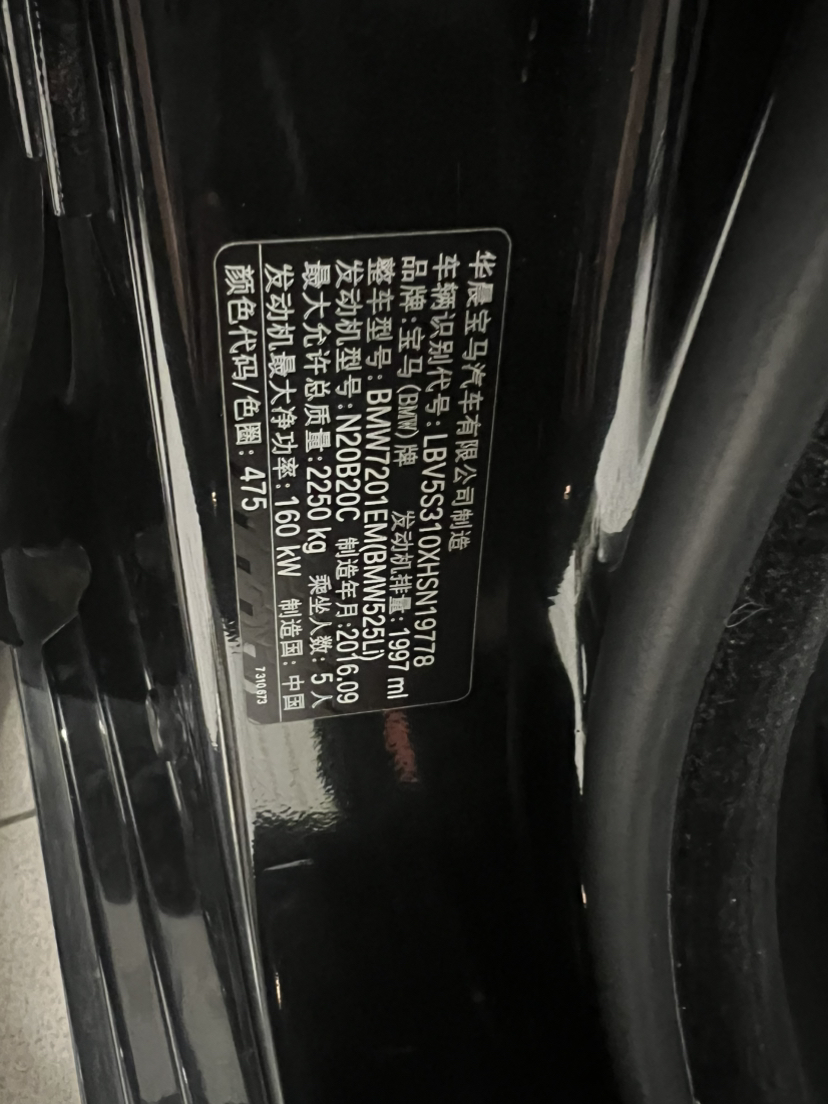 华晨宝马汽车有限公司制造
车辆识别代号: LBV5S310XHSN19778
品牌:宝马(BMW)牌 发动机排量: 1997 ml
整车型号: BMW7201EM(BMW525Li)
发动机型号:N20B20C 制造年月:2016.09
最大允许总质量:2250 kg 乘坐人数: 5 人
发动机最大净功率: 160 kW 制造国: 中国
颜色代码/色圈: 475
7 310 673